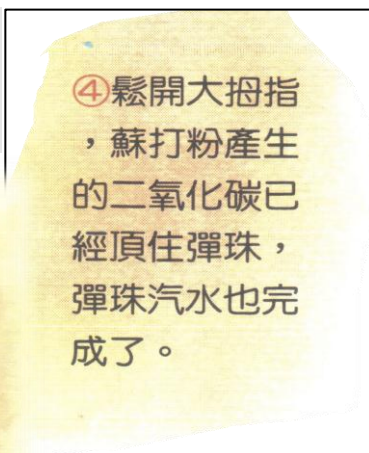 ④鬆開大拇指
，蘇打粉產生
的二氧化碳已
經頂住彈珠，
彈珠汽水也完
成了。